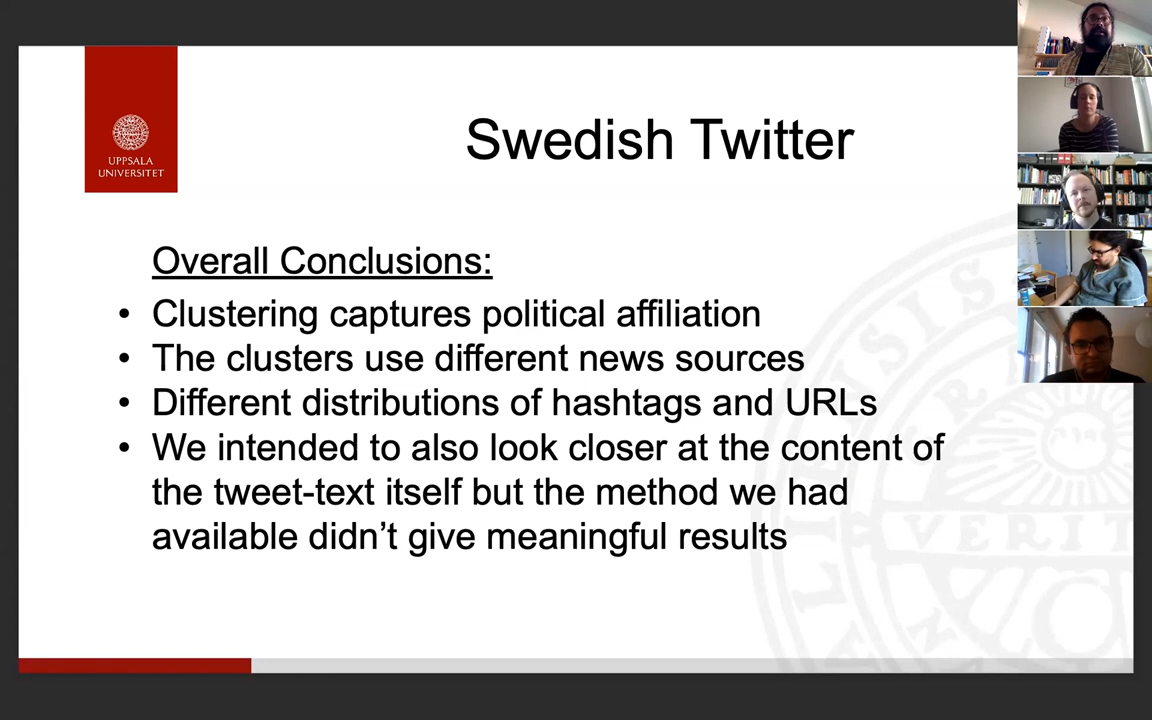 UPPSALA
UNIVERSITET
Swedish Twitter
Overall Conclusions:
• Clustering captures political affiliation
• The clusters use different news sources
• Different distributions of hashtags and URLs
• We intended to also look closer at the content of
the tweet-text itself but the method we had
available didn’t give meaningful results